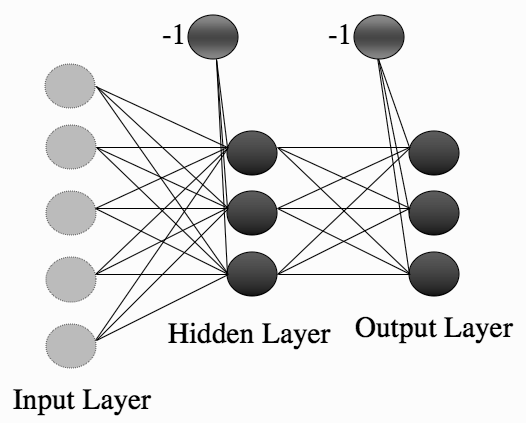 -1
-1
Hidden Layer
Output Layer
Input Layer